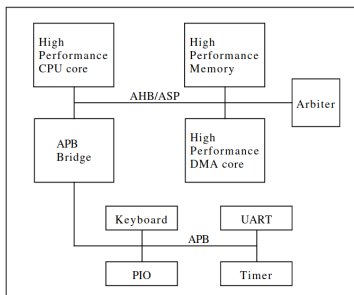 High
Performance
CPU core
High
Performance
Memory
AHB/ASP
Arbiter
APB
Bridge
High
Performance
DMA core
Keyboard
UART
APB
PIO
Timer